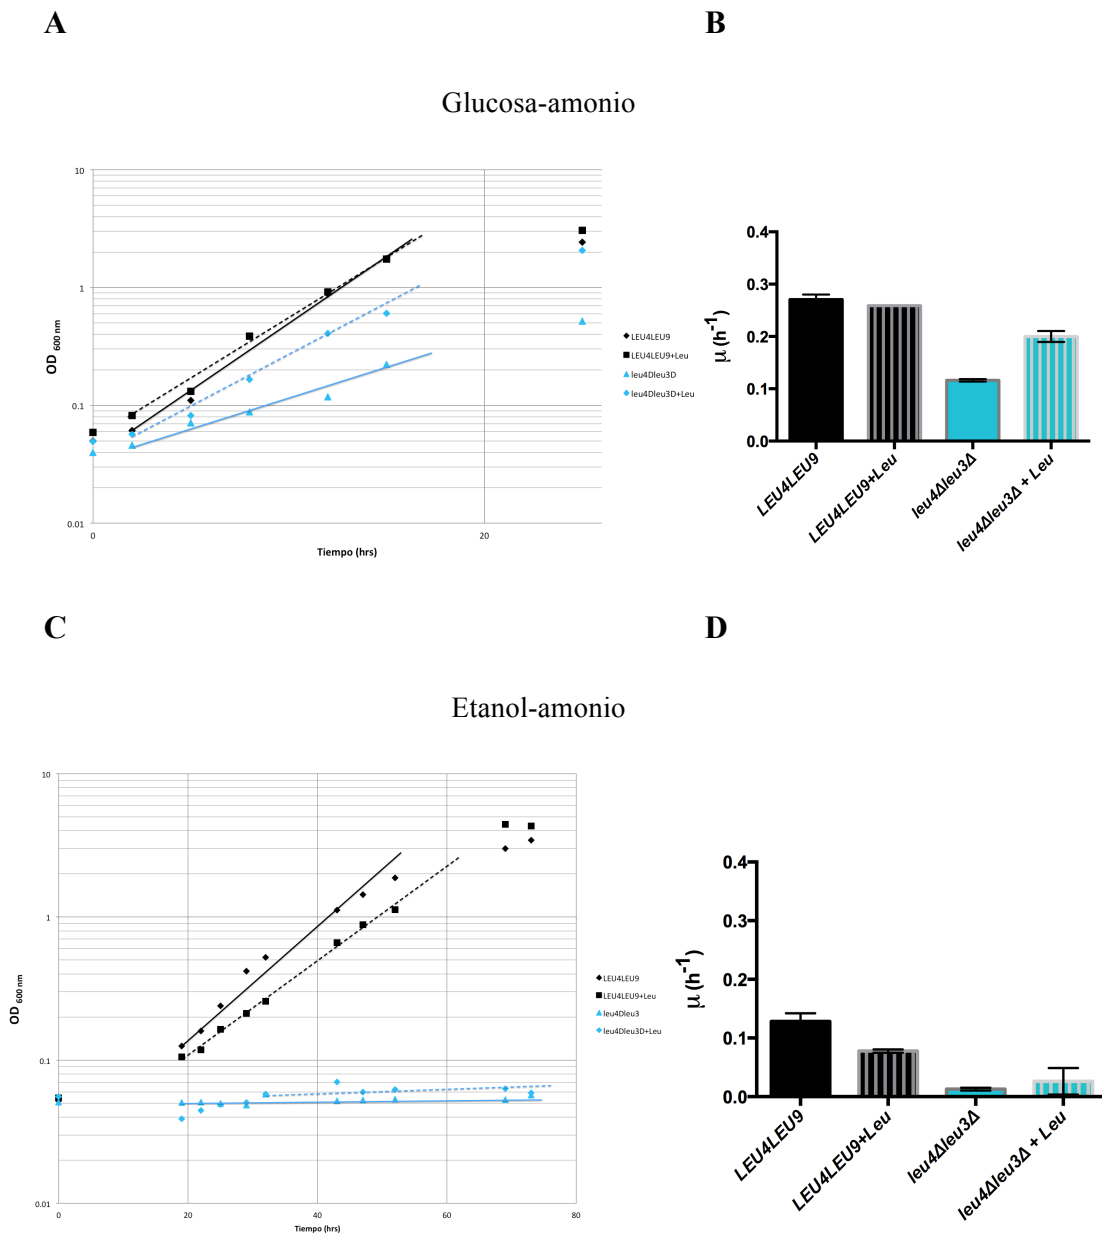 A
B
Glucosa-amonio
10
1
0.1
0.01
OD 600 nm
0
20
Tiempo (hrs)
LEU4LEU9
LEU4LEU9+Leu
leu4Dleu3D
leu4Dleu3D+Leu
0.4
0.3
0.2
0.1
0.0
μ (h-1)
LEU4LEU9
LEU4LEU9+Leu
leu4Δleu3Δ
leu4Δleu3Δ + Leu
C
D
Etanol-amonio
10
1
0.1
0.01
OD 600 nm
0
20
40
60
80
Tiempo (hrs)
LEU4LEU9
LEU4LEU9+Leu
leu4Dleu3
leu4Dleu3D+Leu
0.4
0.3
0.2
0.1
0.0
μ (h-1)
LEU4LEU9
LEU4LEU9+Leu
leu4Δleu3Δ
leu4Δleu3Δ + Leu